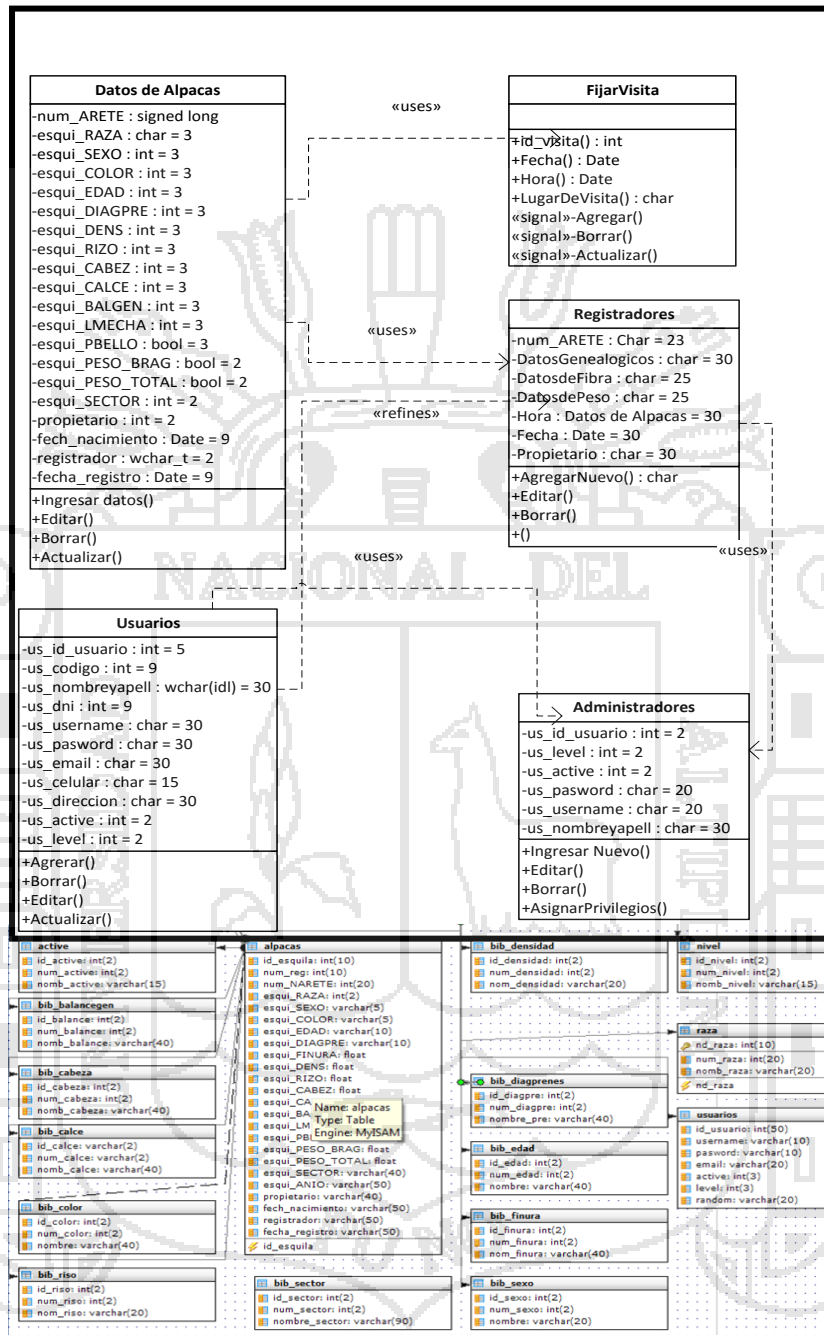 Datos de Alpacas
-num_ARETE : signed long
-esqui_RAZA : char = 3
-esqui_SEXO : int = 3
-esqui_COLOR : int = 3
-esqui_EDAD : int = 3
-esqui_DIAGPRE : int = 3
-esqui_DENS : int = 3
-esqui_RIZO : int = 3
-esqui_CABEZ : int = 3
-esqui_CALCE : int = 3
-esqui_BALGEN : int = 3
-esqui_LMECHA : int = 3
-esqui_PBELLO : bool = 3
-esqui_PESO_BRAG : bool = 2
-esqui_PESO_TOTAL : bool = 2
-esqui_SECTOR : int = 2
-propietario : int = 2
-fech_nacimiento : Date = 9
-registrador : wchar_t = 2
-fecha_registro : Date = 9
+Ingresar datos()
+Editar()
+Borrar()
+Actualizar()
«uses»
FijarVisita
+id_visita() : int
+Fecha() : Date
+Hora() : Date
+LugarDeVisita() : char
«signal»-Agregar()
«signal»-Borrar()
«signal»-Actualizar()
«uses»
«refines»
Registradores
-num_ARETE : Char = 23
-DatosGenealogicos : char = 30
-DatosdeFibra : char = 25
-DatosdePeso : char = 25
-Hora : Datos de Alpacas = 30
-Fecha : Date = 30
-Propietario : char = 30
+AgregarNuevo() : char
+Editar()
+Borrar()
+()
«uses»
«uses»
NACIONAL DEL
Usuarios
-us_id_usuario : int = 5
-us_codigo : int = 9
-us_nombreyapell : wchar(idl) = 30
-us_dni : int = 9
-us_username : char = 30
-us_pasword : char = 30
-us_email : char = 30
-us_celular : char = 15
-us_direccion : char = 30
-us_active : int = 2
-us_level : int = 2
+Agrerar()
+Borrar()
+Editar()
+Actualizar()
Administradores
-us_id_usuario : int = 2
-us_level : int = 2
-us_active : int = 2
-us_pasword : char = 20
-us_username : char = 20
-us_nombreyapell : char = 30
+Ingresar Nuevo()
+Editar()
+Borrar()
+AsignarPrivilegios()
active
id_active: int(2)
num_active: int(2)
nomb_active: varchar(15)
bib_balancegen
id_balance: int(2)
num_balance: int(2)
nomb_balance: varchar(40)
bib_cabeza
id_cabeza: int(2)
num_cabeza: int(2)
nomb_cabeza: varchar(40)
bib_calce
id_calce: varchar(2)
num_calce: varchar(2)
nomb_calce: varchar(40)
bib_color
id_color: int(2)
num_color: int(2)
nombre: varchar(40)
bib_riso
id_riso: int(2)
num_riso: int(2)
nom_riso: varchar(20)
alpacas
id_esquila: int(10)
num_reg: int(10)
num_NARETE: int(20)
esqui_RAZA: int(2)
esqui_SEXO: varchar(5)
esqui_COLOR: varchar(5)
esqui_EDAD: varchar(10)
esqui_DIAGPRE: varchar(10)
esqui_FINURA: float
esqui_DENS: float
esqui_RIZO: float
esqui_CABEZ: float
esqui_CA
esqui_BA
esqui_LM
esqui_PB
esqui_PESO_BRAG: float
esqui_PESO_TOTAL: float
esqui_SECTOR: varchar(40)
esqui_ANIO: varchar(50)
propietario: varchar(40)
fech_nacimiento: varchar(50)
registrador: varchar(50)
fecha_registro: varchar(50)
id_esquila
Name: alpacas
Type: Table
Engine: MyISAM
bib_sector
id_sector: int(2)
num_sector: int(2)
nombre_sector: varchar(90)
bib_densidad
id_densidad: int(2)
num_densidad: int(2)
nom_densidad: varchar(20)
bib_diagprenes
id_diagpre: int(2)
num_diagpre: int(2)
nombre_pre: varchar(40)
bib_edad
id_edad: int(2)
num_edad: int(2)
nombre: varchar(40)
bib_finura
id_finura: int(2)
num_finura: int(2)
nom_finura: varchar(40)
bib_sexo
id_sexo: int(2)
num_sexo: int(2)
nombre: varchar(20)
nivel
id_nivel: int(2)
num_nivel: int(2)
nomb_nivel: varchar(15)
raza
nd_raza: int(10)
num_raza: int(20)
nomb_raza: varchar(20)
nd_raza
usuarios
id_usuario: int(50)
username: varchar(10)
pasword: varchar(10)
email: varchar(20)
active: int(3)
level: int(3)
random: varchar(20)